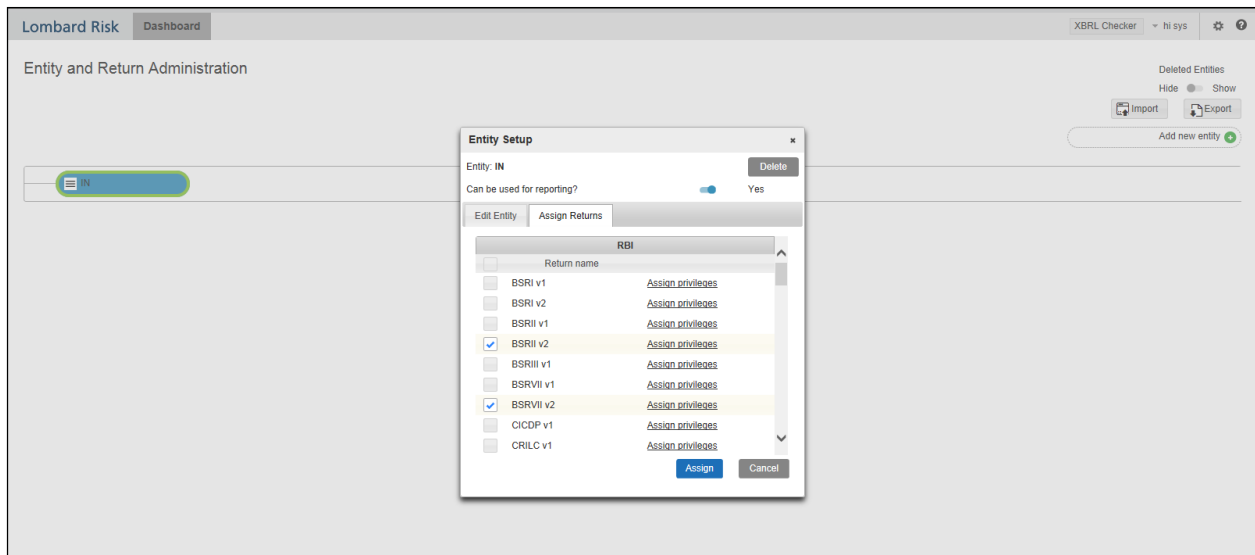 Lombard Risk Dashboard XBRL Checker hi sys
Entity and Return Administration
Deleted Entities
Hide Show
Import Export
Add new entity
IN
Entity Setup
Entity: IN Delete
Can be used for reporting? Yes
Edit Entity Assign Returns
RBI
Return name
BSRI v1 Assign privileges
BSRI v2 Assign privileges
BSRII v1 Assign privileges
BSRII v2 Assign privileges
BSRIII v1 Assign privileges
BSRVII v1 Assign privileges
BSRVII v2 Assign privileges
CICDP v1 Assign privileges
CRILC v1 Assign privileges
Assign Cancel